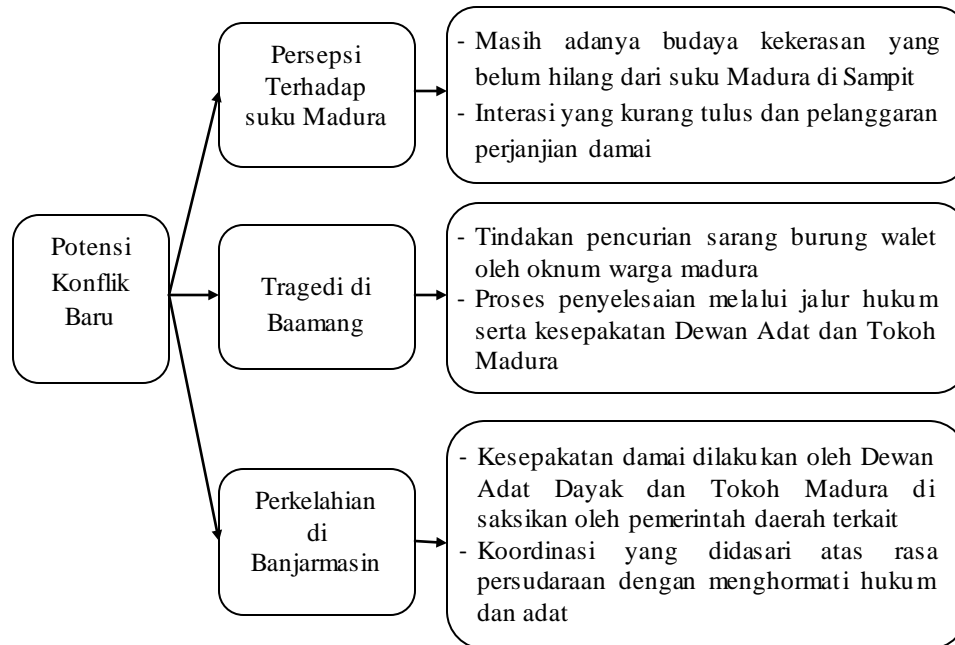 Potensi
Konflik
Baru
Persepsi
Terhadap
suku Madura
- Masih adanya budaya kekerasan yang
belum hilang dari suku Madura di Sampit
- Interasi yang kurang tulus dan pelanggaran
perjanjian damai
Tragedi di
Baamang
- Tindakan pencurian sarang burung walet
oleh oknum warga madura
- Proses penyelesaian melalui jalur hukum
serta kesepakatan Dewan Adat dan Tokoh
Madura
Perkelahian
di
Banjarmasin
- Kesepakatan damai dilakukan oleh Dewan
Adat Dayak dan Tokoh Madura di
saksikan oleh pemerintah daerah terkait
- Koordinasi yang didasari atas rasa
persudaraan dengan menghormati hukum
dan adat